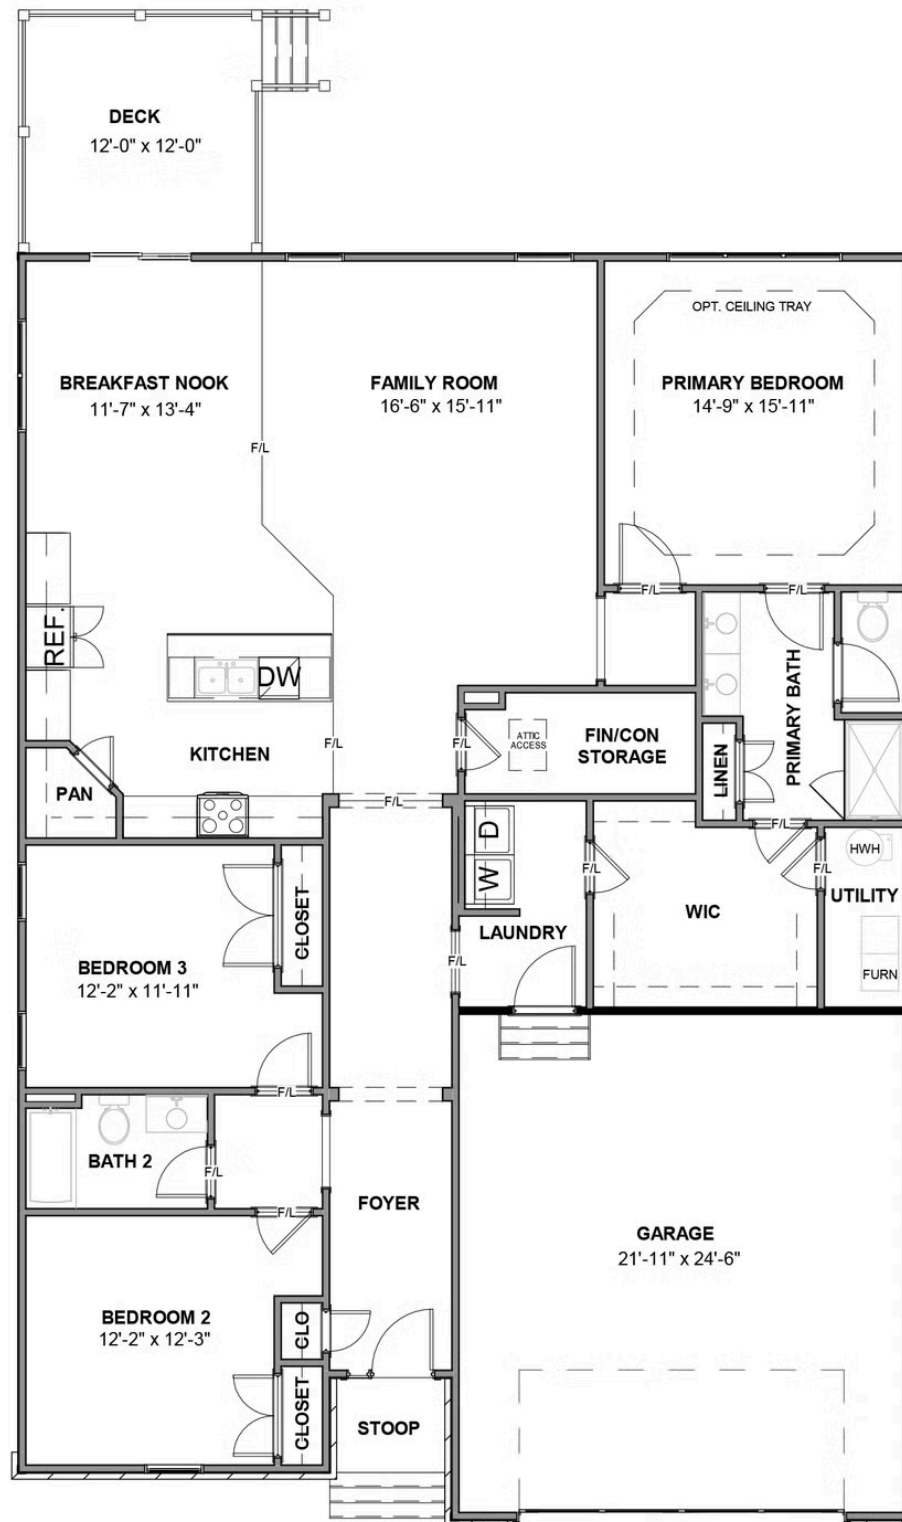 DECK
12'-0" x 12'-0"
OPT. CEILING TRAY
BREAKFAST NOOK
11'-7" x 13'-4"
FAMILY ROOM
16'-6" x 15'-11"
PRIMARY BEDROOM
14'-9" x 15'-11"
F/L
F/L
F/L
REF.
DW
PRIMARY BATH
KITCHEN
F/L
F/L
ATTIC
ACCESS
FIN/CON
STORAGE
LINEN
PAN
F/L
F/L
D
W
F/L
F/L
HWH
UTILITY
CLOSET
WIC
LAUNDRY
F/L
FURN
BEDROOM 3
12'-2" x 11'-11"
F/L
BATH 2
F/L
F/L
FOYER
GARAGE
21'-11" x 24'-6"
BEDROOM 2
12'-2" x 12'-3"
CLO
CLOSET
STOOP